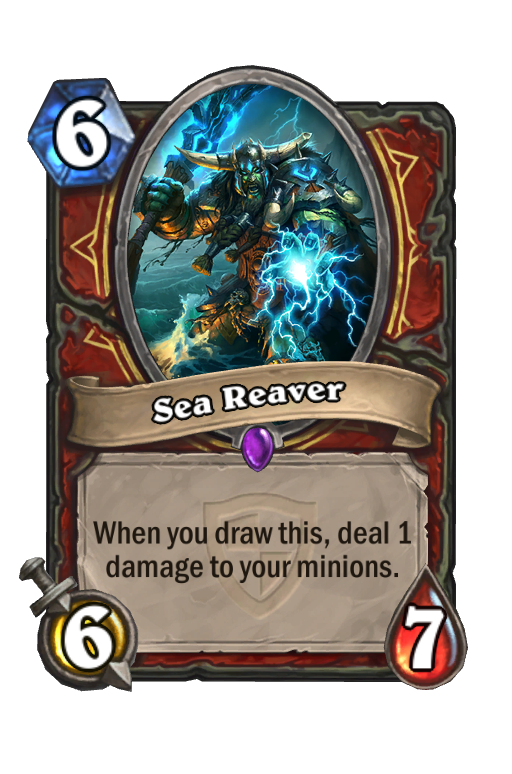 6
Sea Reaver
When you draw this, deal 1
damage to your minions.
6
7